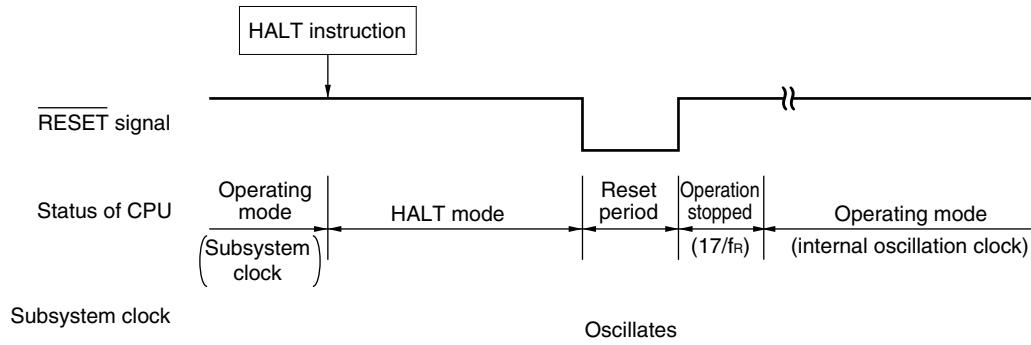 HALT instruction
RESET signal
Status of CPU
Operating
mode
(Subsystem
clock)
HALT mode
Reset
period
Operation
stopped
(17/fR)
Operating mode
(internal oscillation clock)
Subsystem clock
Oscillates